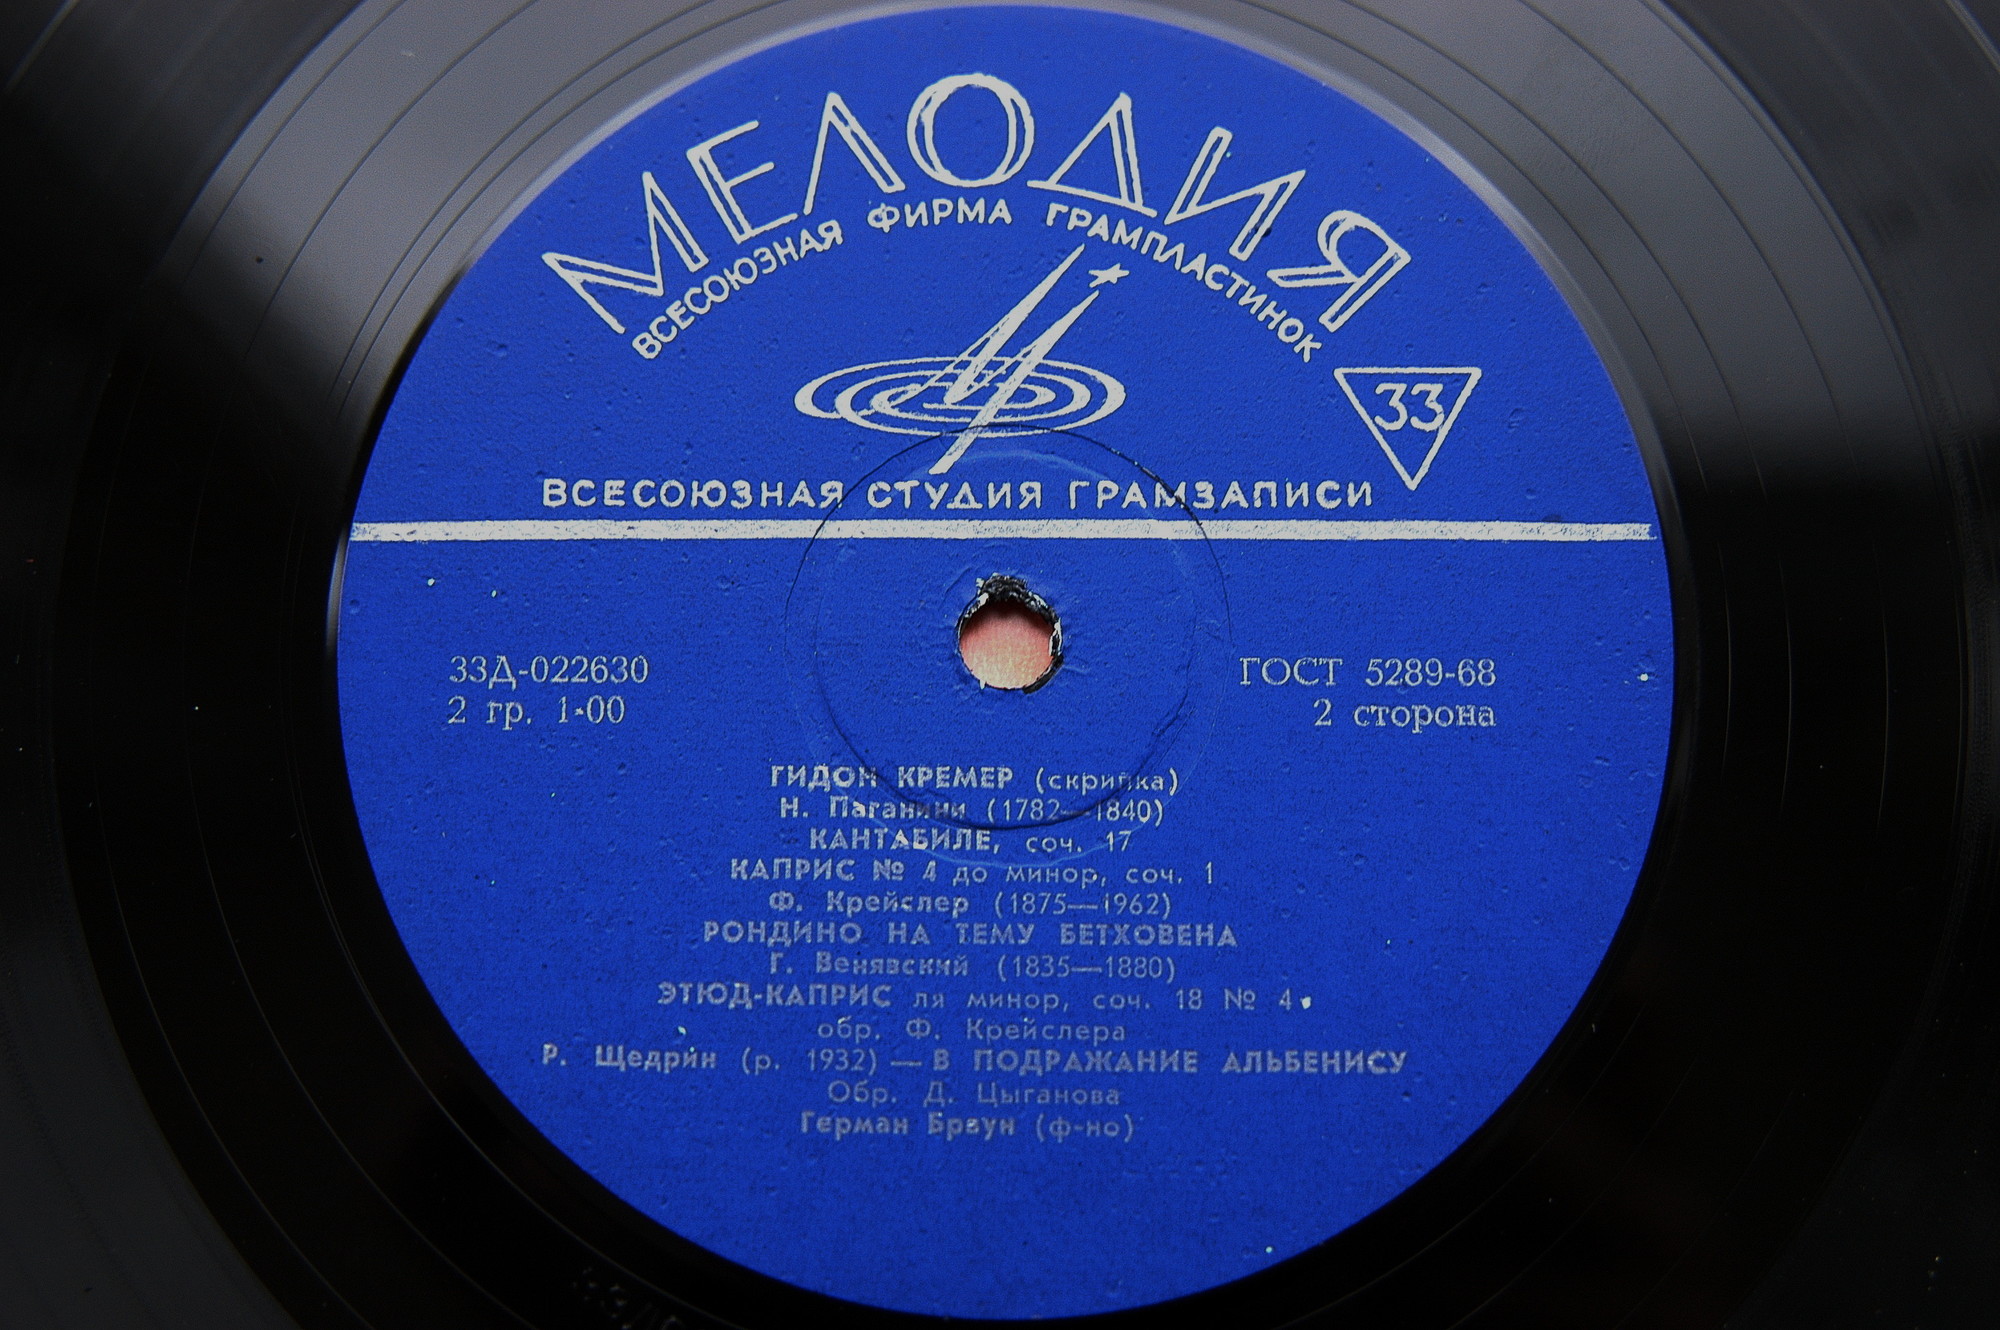 МЕЛОДИЯ
ВСЕСОЮЗНАЯ ФИРМА ГРАМПЛАСТИНОК
33
ВСЕСОЮЗНАЯ СТУДИЯ ГРАМЗАПИСИ
33Д-022630
2 гр. 1-00
ГОСТ 5289-68
2 сторона
ГИДОН КРЕМЕР (скрипка)
Н. Паганини (1782—1840)
КАНТАБИЛЕ, соч. 17
КАПРИС № 4 до минор, соч. 1
Ф. Крейслер (1875—1962)
РОНДИНО НА ТЕМУ БЕТХОВЕНА
Г. Венявский (1835—1880)
ЭТЮД-КАПРИС ля минор, соч. 18 № 4
обр. Ф. Крейслера
Р. Щедрин (р. 1932) — В ПОДРАЖАНИЕ АЛЬБЕНИСУ
Обр. Д. Цыганова
Герман Браун (ф-но)